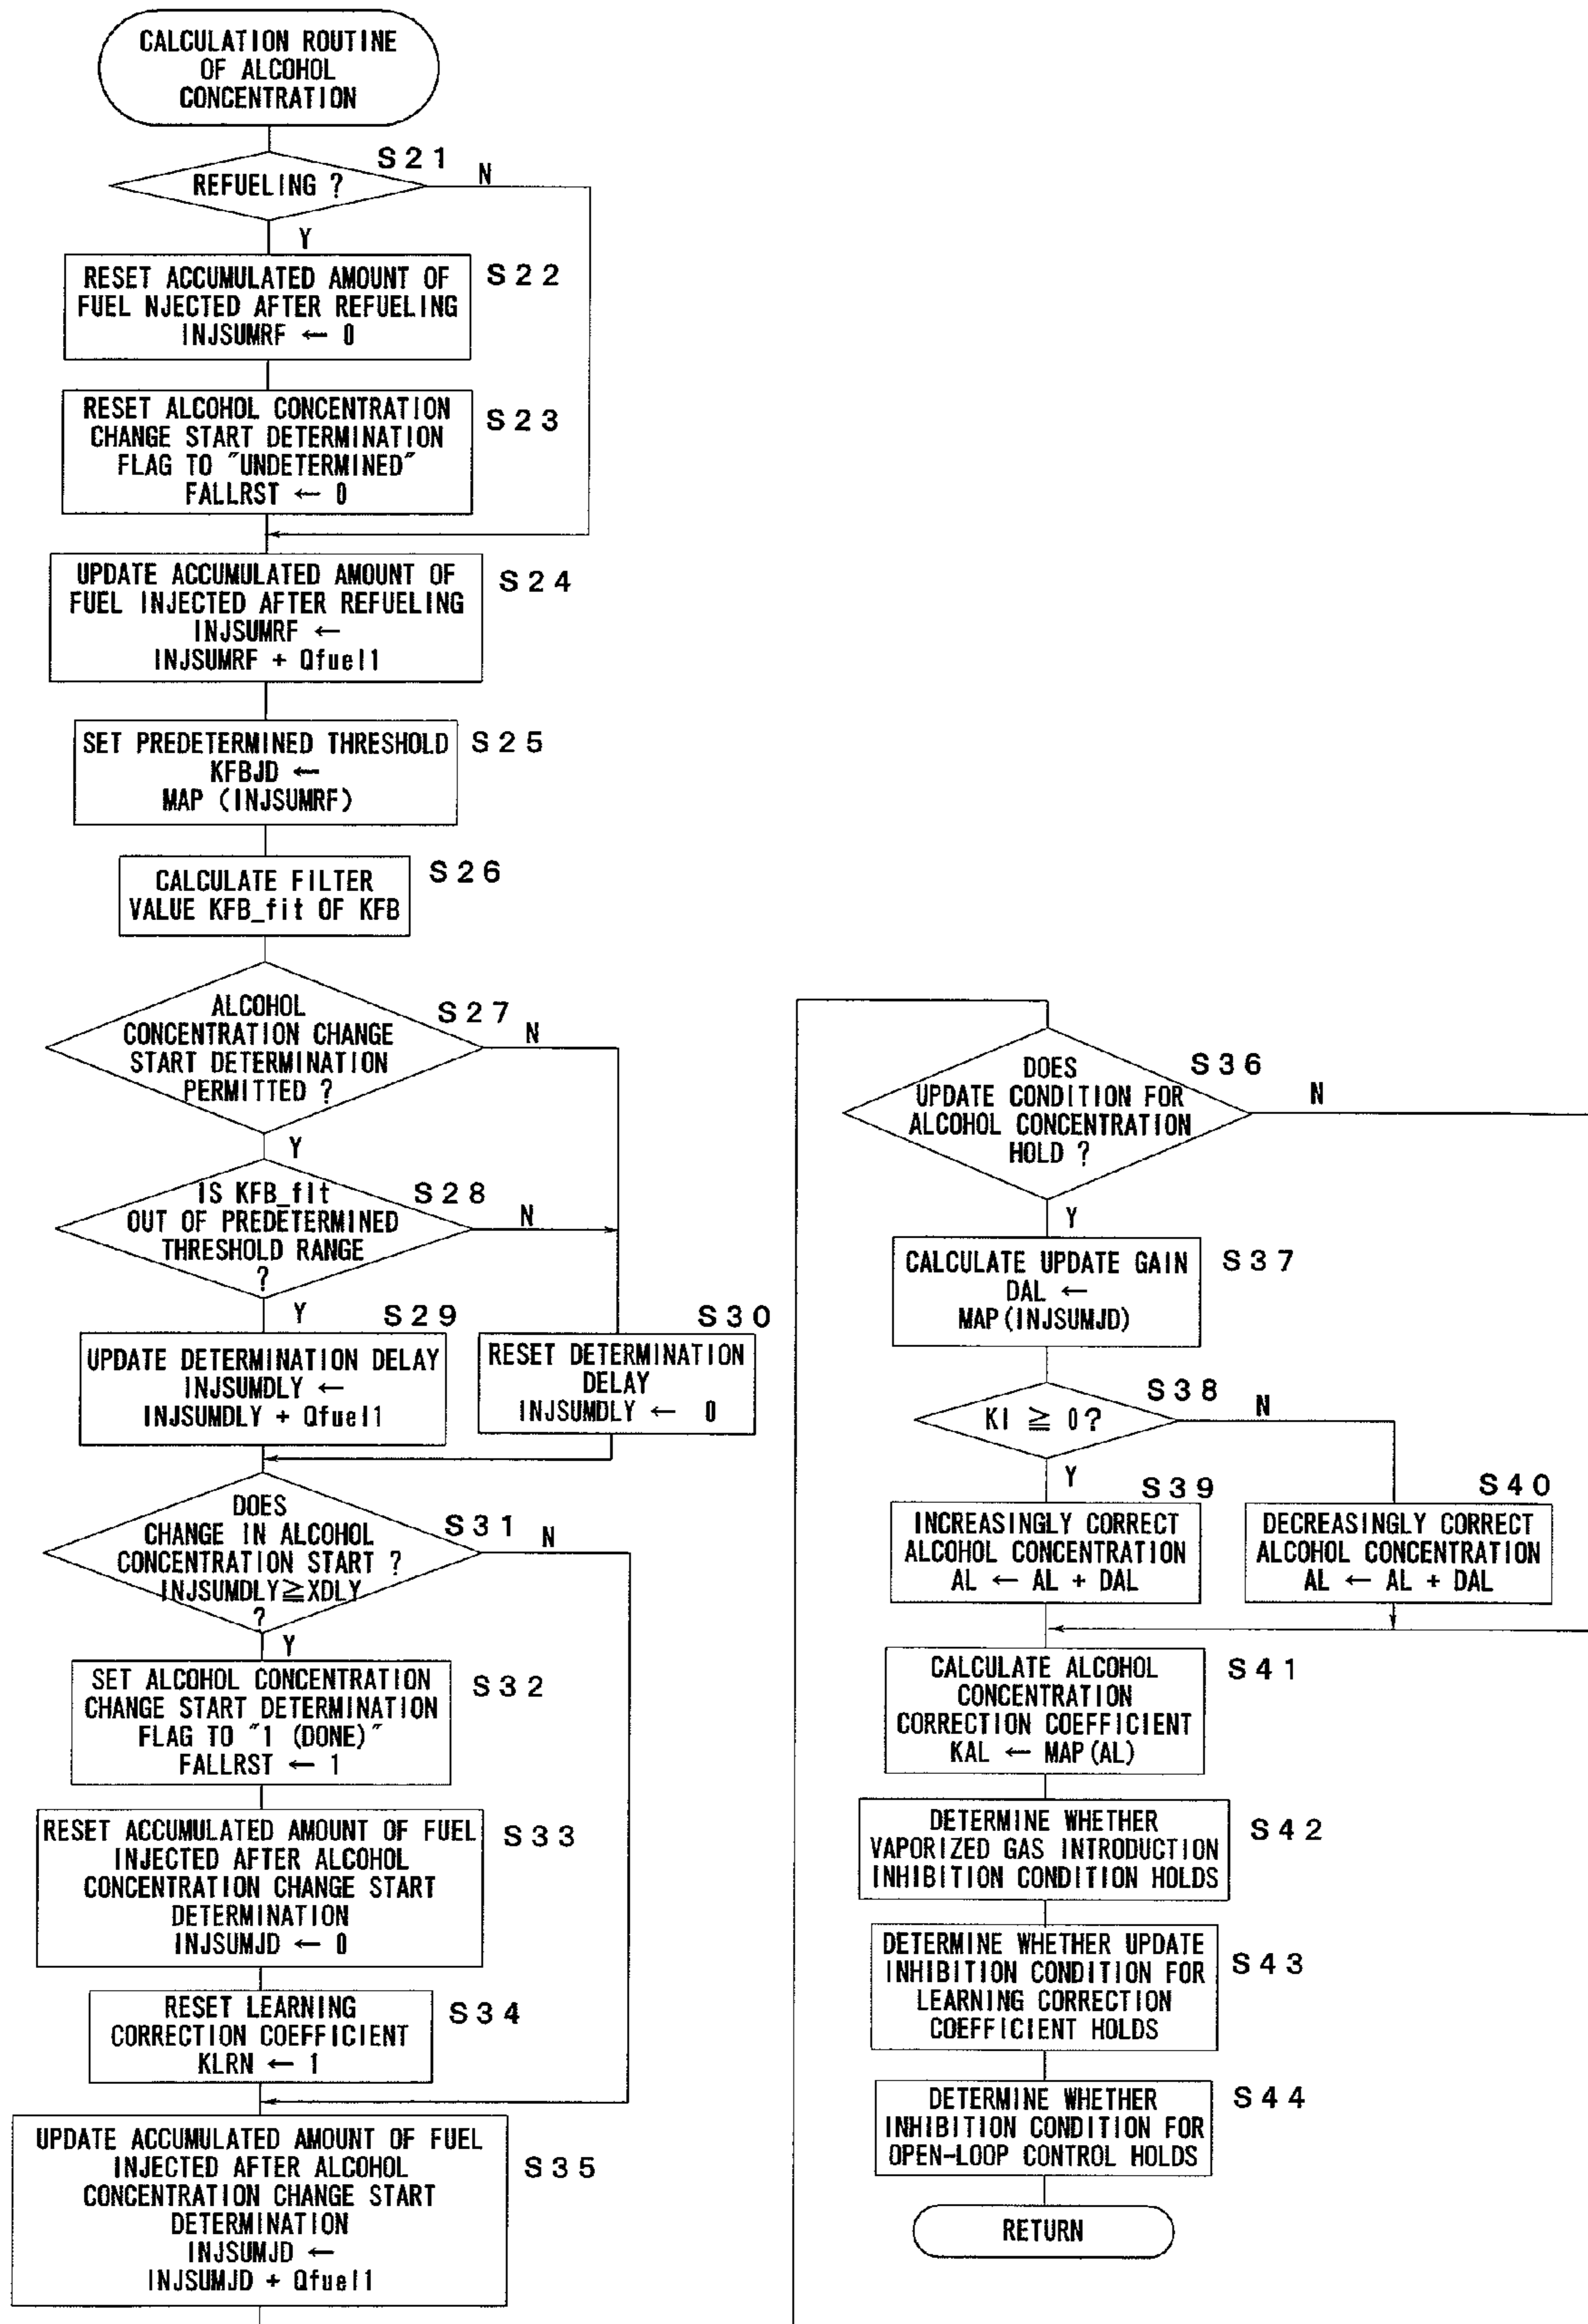 CALCULATION ROUTINE
OF ALCOHOL
CONCENTRATION
S21
REFUELING ?
N
Y
S22
RESET ACCUMULATED AMOUNT OF
FUEL NJECTED AFTER REFUELING
INJSUMRF ← 0
S23
RESET ALCOHOL CONCENTRATION
CHANGE START DETERMINATION
FLAG TO "UNDETERMINED"
FALLRST ← 0
S24
UPDATE ACCUMULATED AMOUNT OF
FUEL INJECTED AFTER REFUELING
INJSUMRF ←
INJSUMRF + Qfuel1
S25
SET PREDETERMINED THRESHOLD
KFBJD ←
MAP (INJSUMRF)
S26
CALCULATE FILTER
VALUE KFB_fit OF KFB
S27
ALCOHOL
CONCENTRATION CHANGE
START DETERMINATION
PERMITTED ?
N
Y
S28
IS KFB_flt
OUT OF PREDETERMINED
THRESHOLD RANGE
?
N
Y
S29
UPDATE DETERMINATION DELAY
INJSUMDLY ←
INJSUMDLY + Qfuel1
S30
RESET DETERMINATION
DELAY
INJSUMDLY ← 0
S31
DOES
CHANGE IN ALCOHOL
CONCENTRATION START ?
INJSUMDLY≧XDLY
?
N
Y
S32
SET ALCOHOL CONCENTRATION
CHANGE START DETERMINATION
FLAG TO "1 (DONE)"
FALLRST ← 1
S33
RESET ACCUMULATED AMOUNT OF FUEL
INJECTED AFTER ALCOHOL
CONCENTRATION CHANGE START
DETERMINATION
INJSUMJD ← 0
S34
RESET LEARNING
CORRECTION COEFFICIENT
KLRN ← 1
S35
UPDATE ACCUMULATED AMOUNT OF FUEL
INJECTED AFTER ALCOHOL
CONCENTRATION CHANGE START
DETERMINATION
INJSUMJD ←
INJSUMJD + Qfuel1
S36
DOES
UPDATE CONDITION FOR
ALCOHOL CONCENTRATION
HOLD ?
N
Y
S37
CALCULATE UPDATE GAIN
DAL ←
MAP(INJSUMJD)
S38
KI ≧ 0?
N
Y
S39
INCREASINGLY CORRECT
ALCOHOL CONCENTRATION
AL ← AL + DAL
S40
DECREASINGLY CORRECT
ALCOHOL CONCENTRATION
AL ← AL + DAL
S41
CALCULATE ALCOHOL
CONCENTRATION
CORRECTION COEFFICIENT
KAL ← MAP(AL)
S42
DETERMINE WHETHER
VAPORIZED GAS INTRODUCTION
INHIBITION CONDITION HOLDS
S43
DETERMINE WHETHER UPDATE
INHIBITION CONDITION FOR
LEARNING CORRECTION
COEFFICIENT HOLDS
S44
DETERMINE WHETHER
INHIBITION CONDITION FOR
OPEN-LOOP CONTROL HOLDS
RETURN